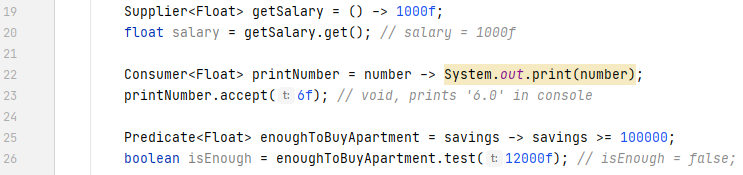 19 Supplier<Float> getSalary = () -> 1000f;
20 float salary = getSalary.get(); // salary = 1000f
21
22 Consumer<Float> printNumber = number -> System.out.print(number);
23 printNumber.accept( t: 6f); // void, prints '6.0' in console
24
25 Predicate<Float> enoughToBuyApartment = savings -> savings >= 100000;
26 boolean isEnough = enoughToBuyApartment.test( t: 12000f); // isEnough = false;